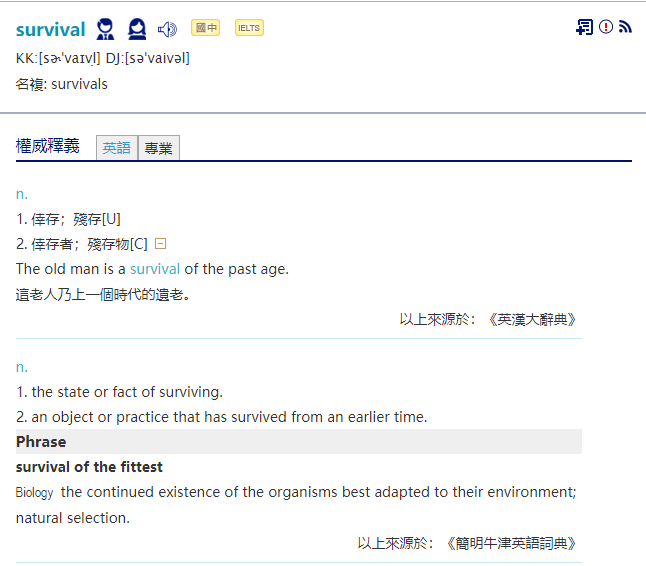 survival 國中 IELTS
KK:[səˋˈvaɪvl̩] DJ:[səˈvaivəl]
名複: survivals
權威釋義 英語 專業
n.
1. 倖存；殘存[U]
2. 倖存者；殘存物[C]
The old man is a survival of the past age.
這老人乃上一個時代的遺老。
以上來源於：《英漢大辭典》
n.
1. the state or fact of surviving.
2. an object or practice that has survived from an earlier time.
Phrase
survival of the fittest
Biology the continued existence of the organisms best adapted to their environment;
natural selection.
以上來源於：《簡明牛津英語詞典》